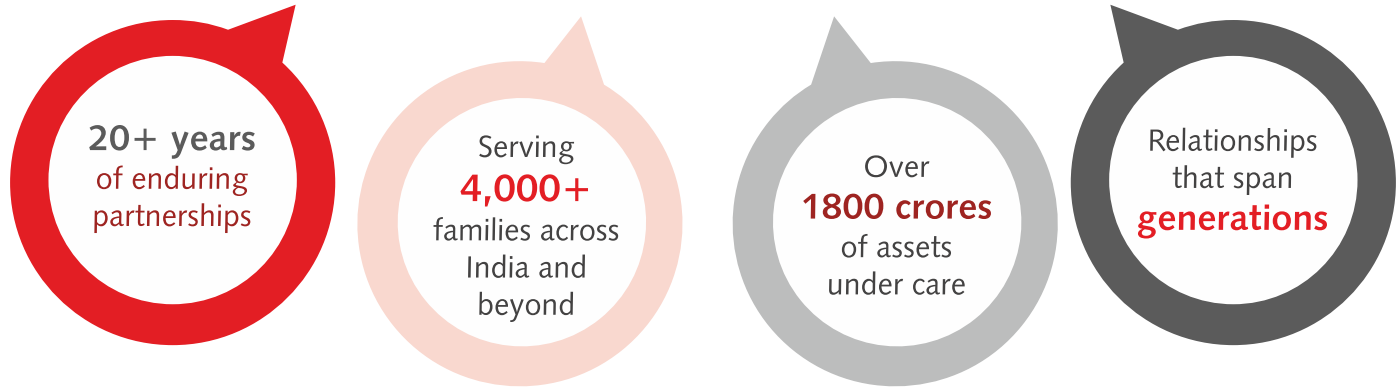 20+ years
of enduring
partnerships
Serving
4,000+
families across
India and
beyond
Over
1800 crores
of assets
under care
Relationships
that span
generations